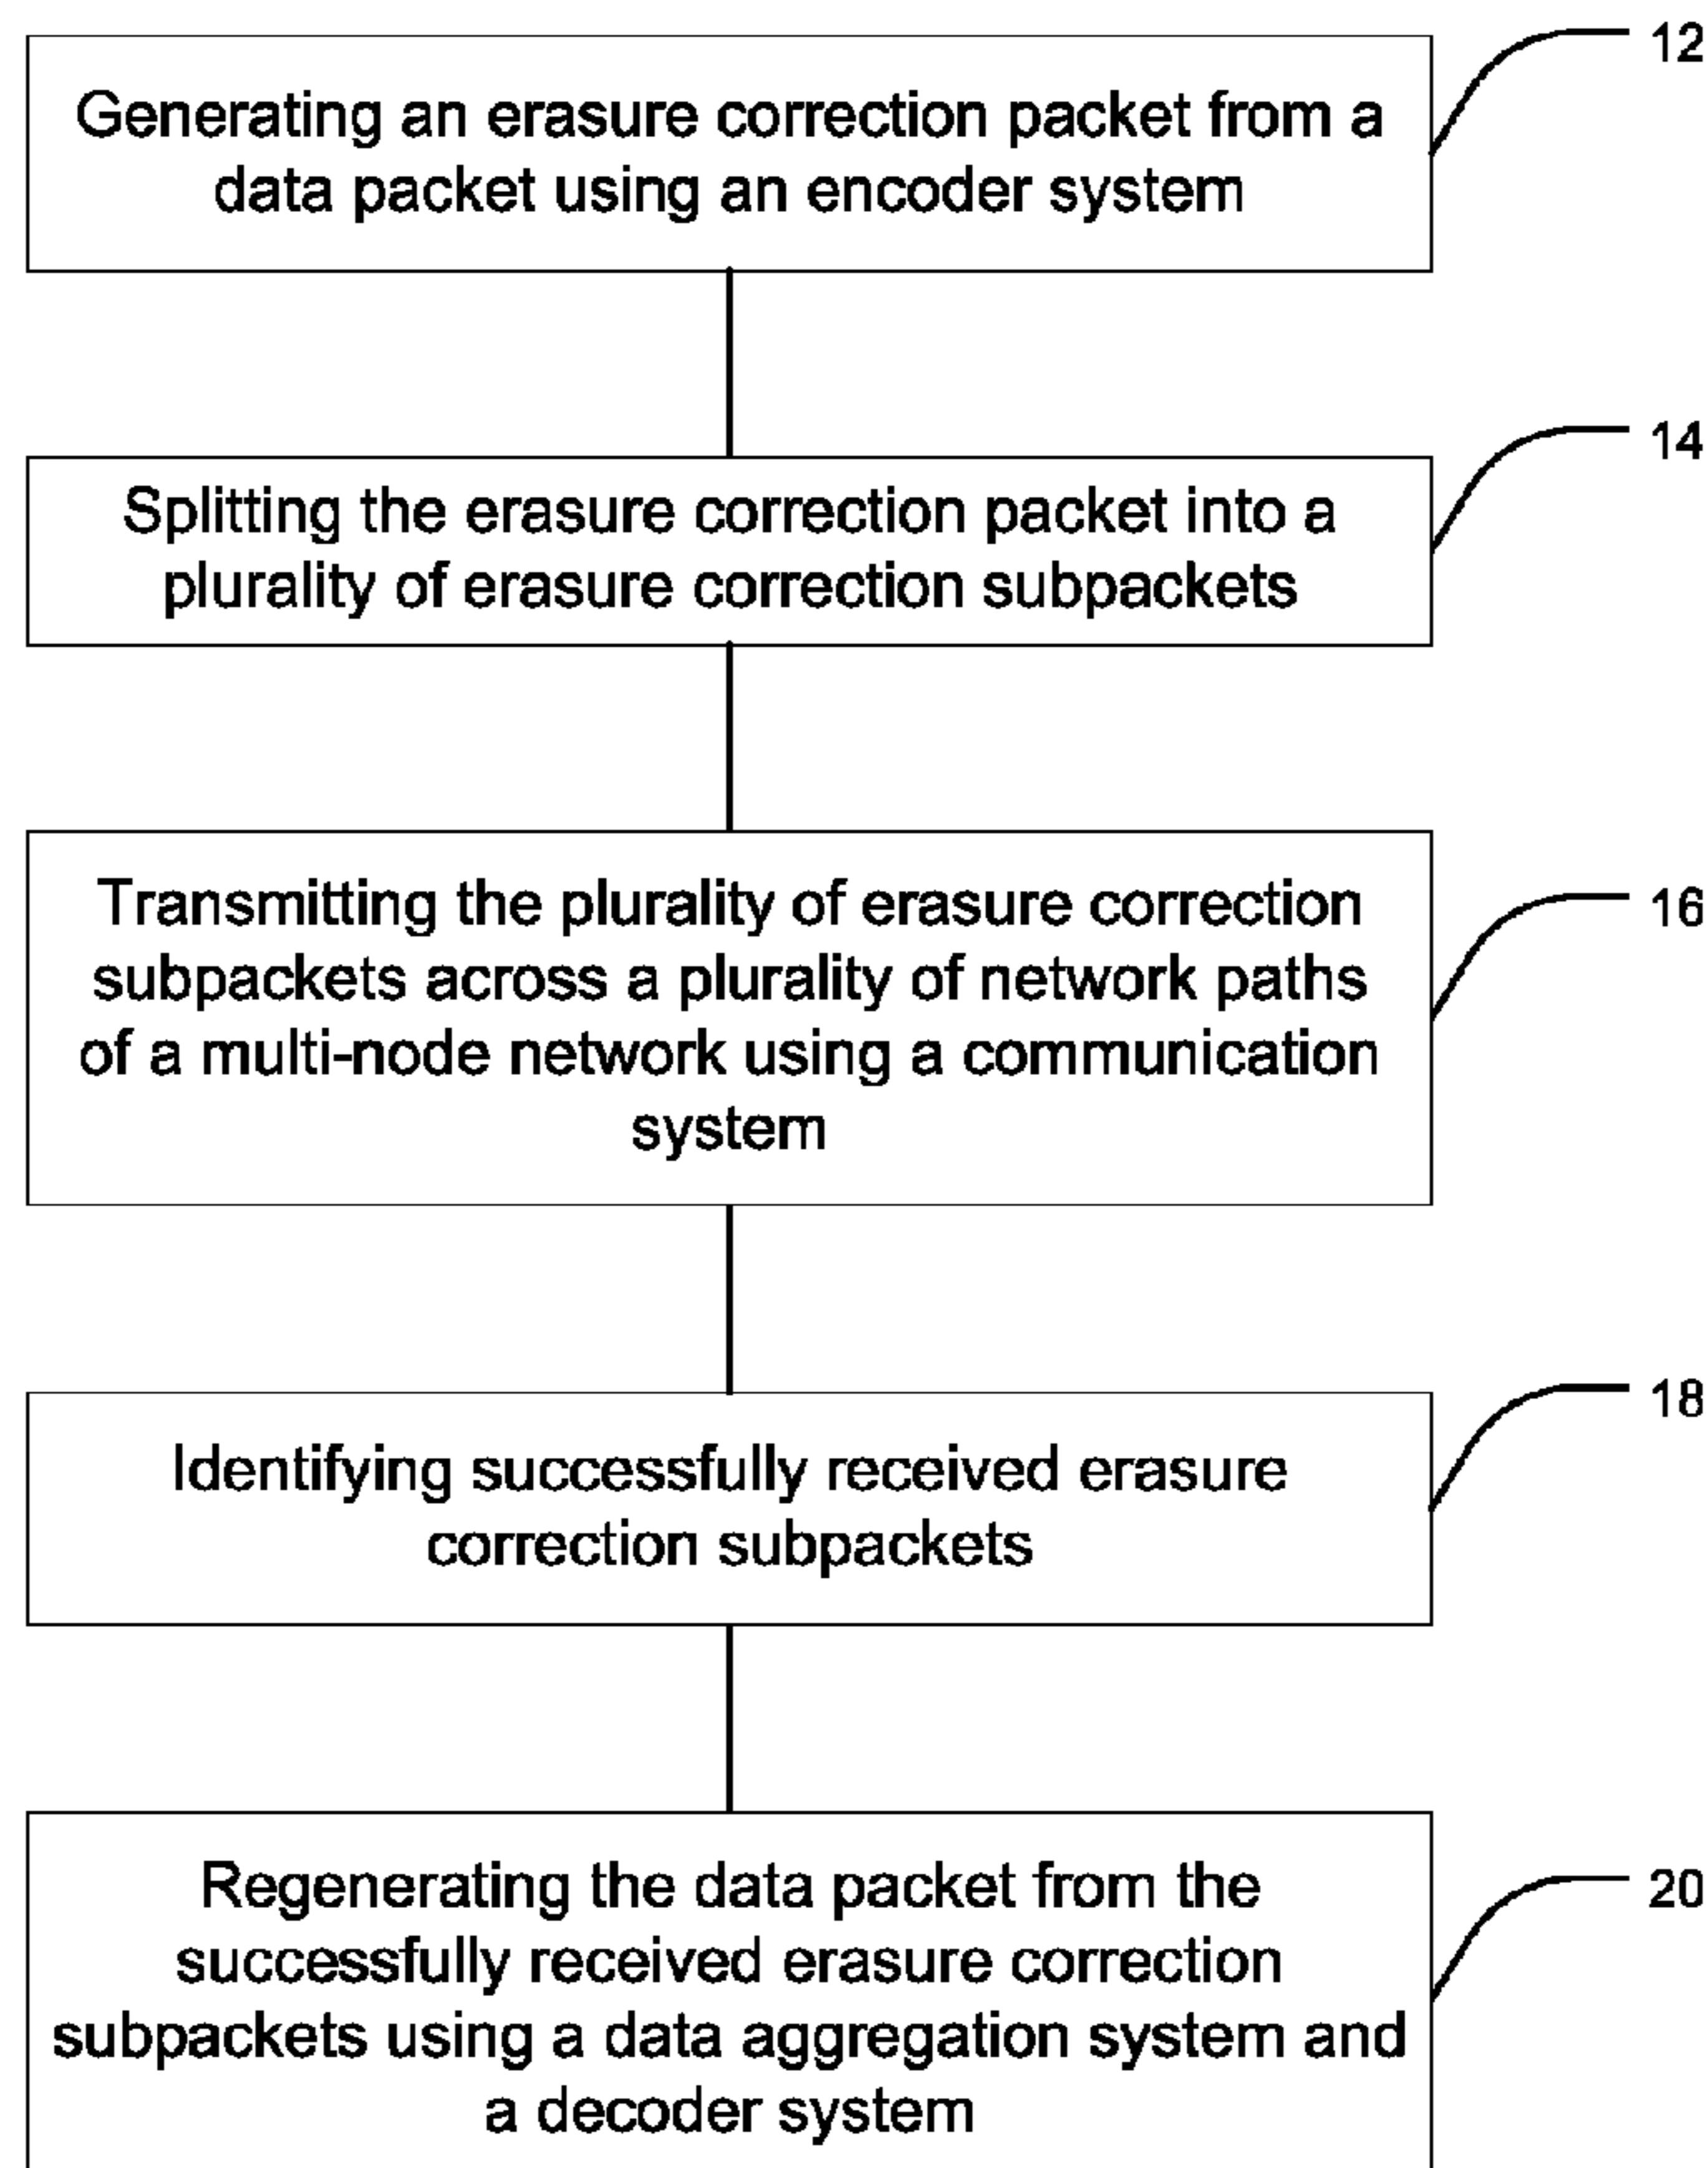 12
Generating an erasure correction packet from a
data packet using an encoder system
14
Splitting the erasure correction packet into a
plurality of erasure correction subpackets
16
Transmitting the plurality of erasure correction
subpackets across a plurality of network paths
of a multi-node network using a communication
system
18
Identifying successfully received erasure
correction subpackets
20
Regenerating the data packet from the
successfully received erasure correction
subpackets using a data aggregation system and
a decoder system